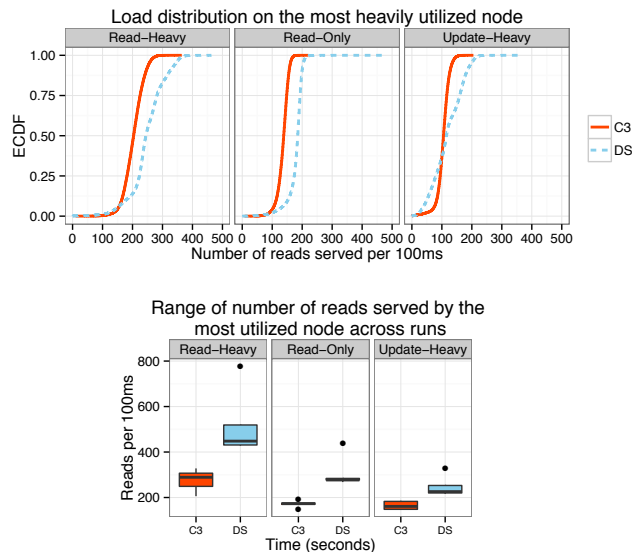 Load distribution on the most heavily utilized node
Read−Heavy Read−Only Update−Heavy
1.00
0.75
0.50
0.25
0.00
ECDF
0 100 200 300 400 500 0 100 200 300 400 500 0 100 200 300 400 500
Number of reads served per 100ms
C3
DS
Range of number of reads served by the
most utilized node across runs
Read−Heavy Read−Only Update−Heavy
800
600
400
200
Reads per 100ms
C3 DS C3 DS C3 DS
Time (seconds)